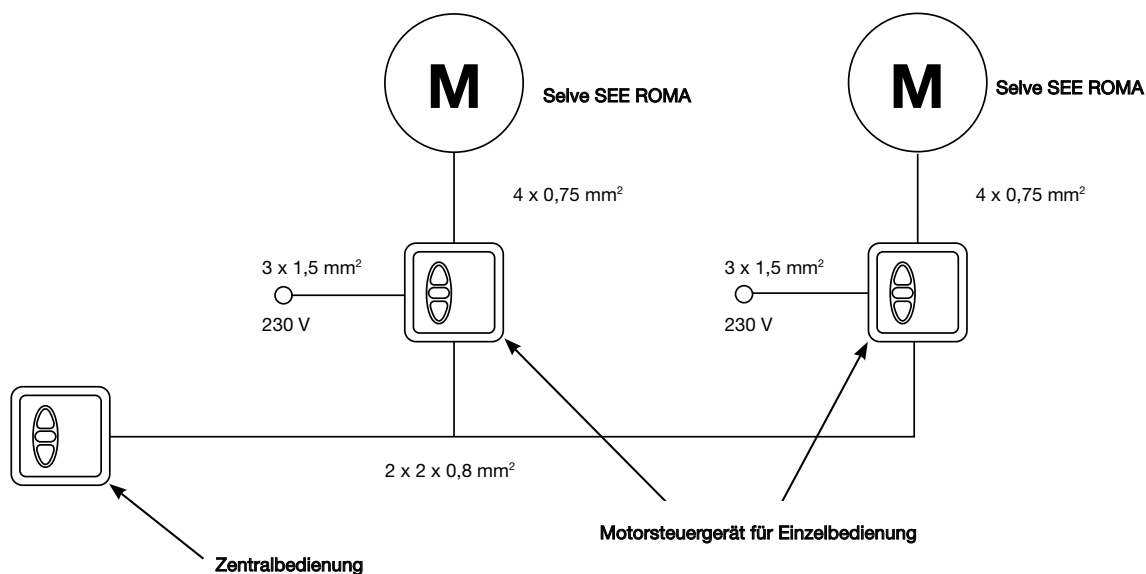 M
Selve SEE ROMA
M
Selve SEE ROMA
4 x 0,75 mm²
4 x 0,75 mm²
3 x 1,5 mm²
230 V
3 x 1,5 mm²
230 V
2 x 2 x 0,8 mm²
Motorsteuergerät für Einzelbedienung
Zentralbedienung